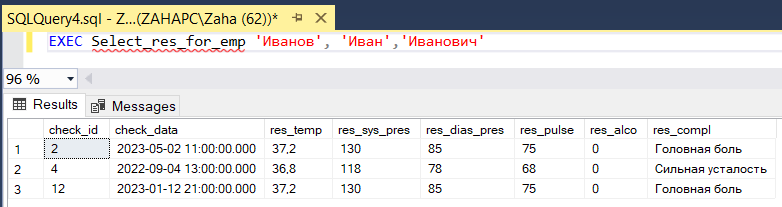 SQLQuery4.sql - Z...(ZAHAPC\Zaha (62))*
EXEC Select_res_for_emp 'Иванов', 'Иван','Иванович'
96 %
Results Messages
check_id check_data res_temp res_sys_pres res_dias_pres res_pulse res_alco res_compl
1 2 2023-05-02 11:00:00.000 37,2 130 85 75 0 Головная боль
2 4 2022-09-04 13:00:00.000 36,8 118 78 68 0 Сильная усталость
3 12 2023-01-12 21:00:00.000 37,2 130 85 75 0 Головная боль